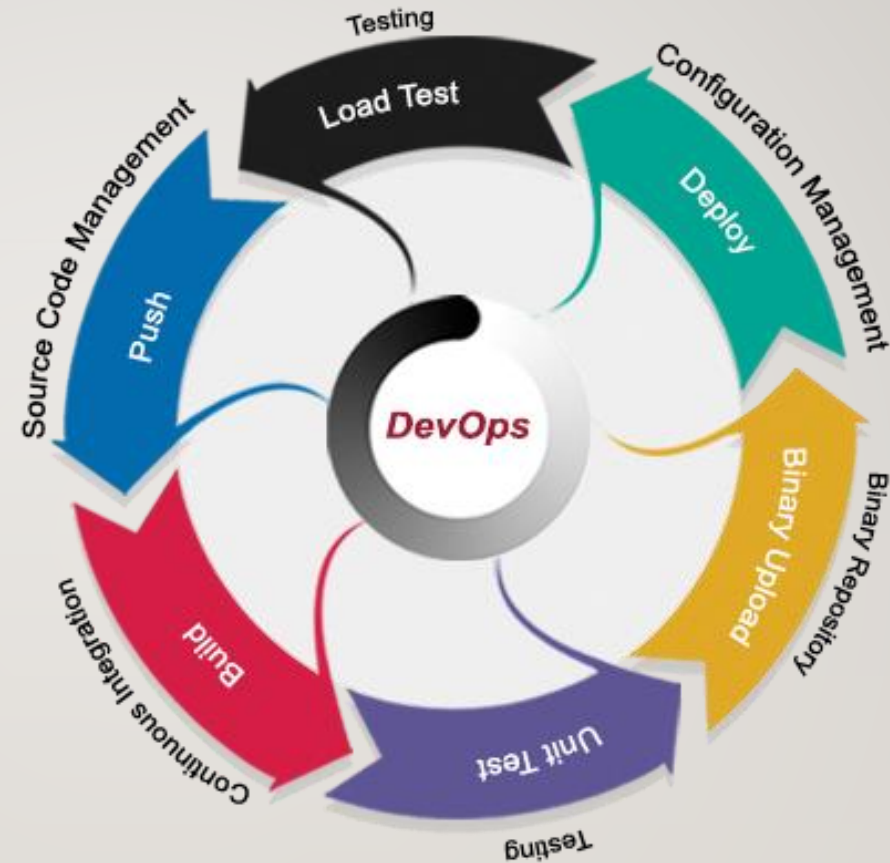 Testing
Load Test
Configuration Management
Deploy
Source Code Management
Push
DevOps
Binary Upload
Binary Repository
Build
Continuous Integration
Unit Test
Testing